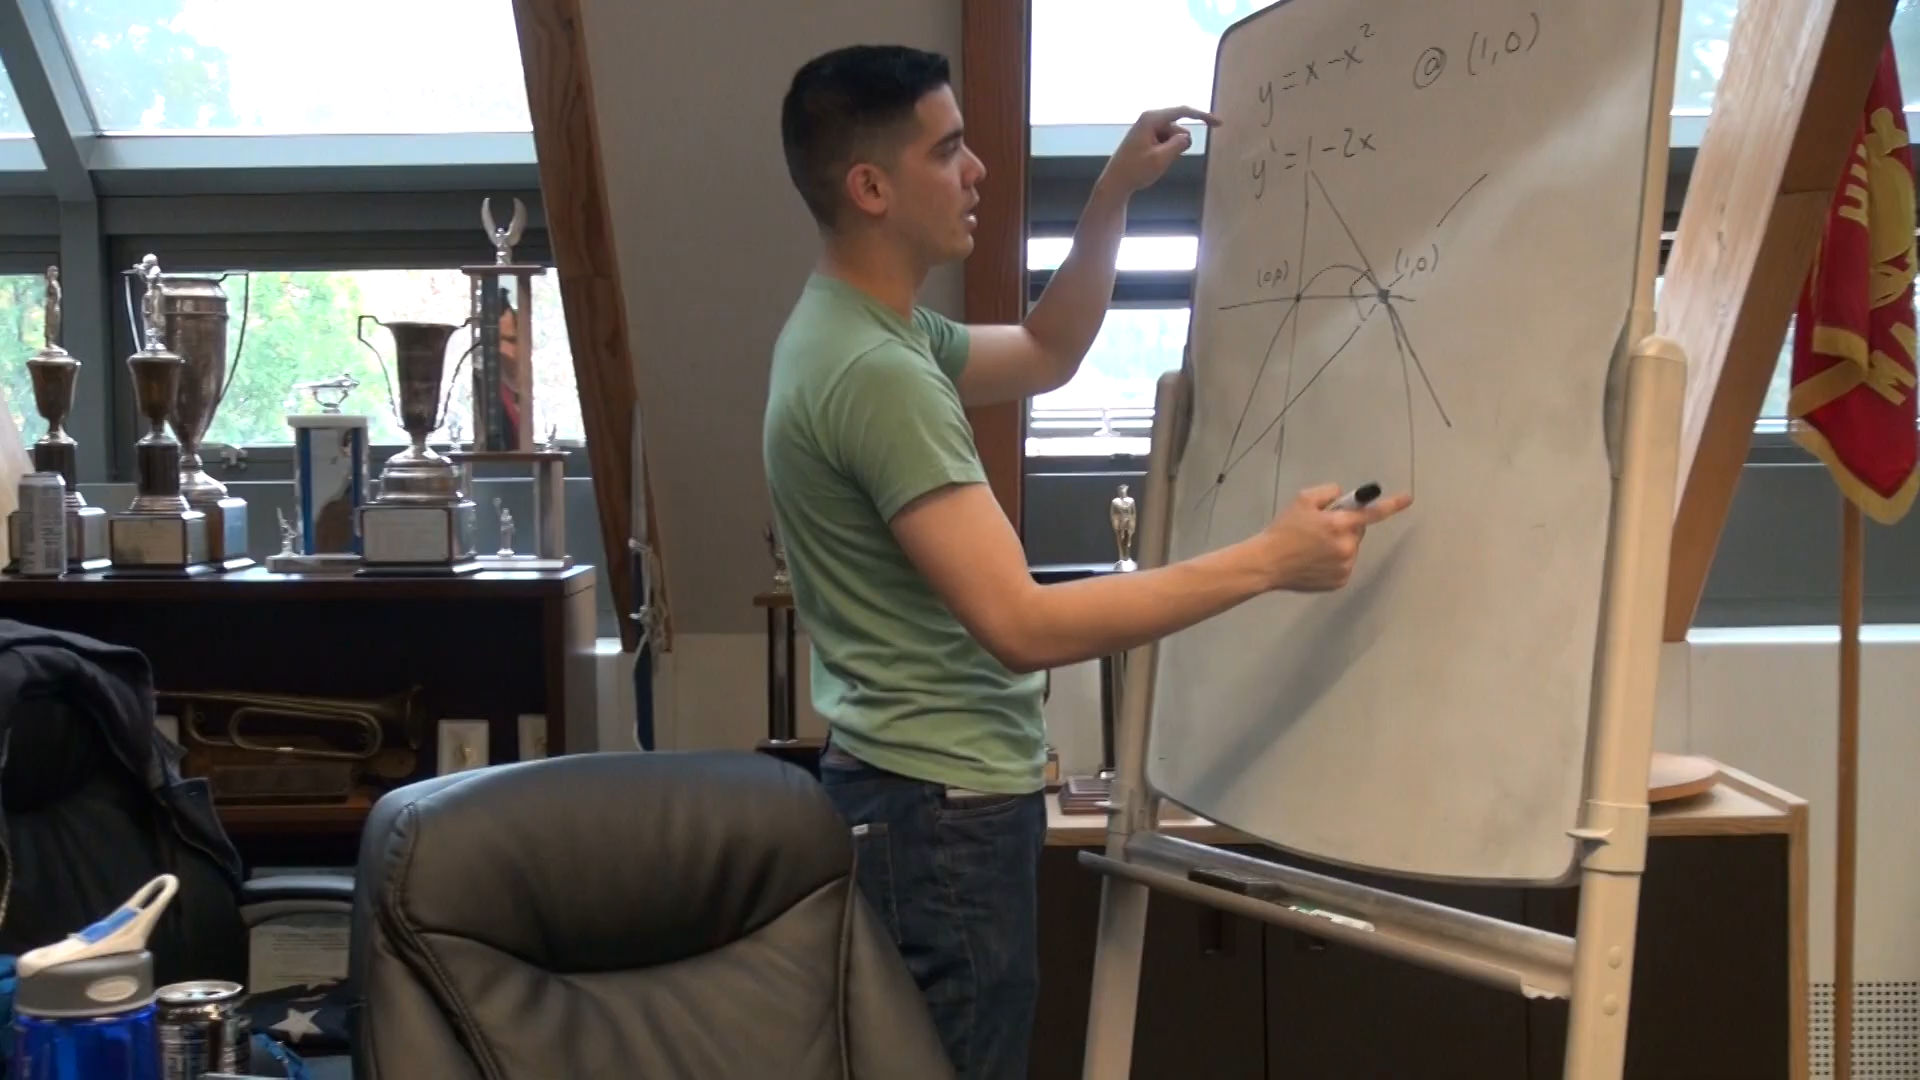 y = x - x² @ (1,0)
y' = 1 - 2x
(0,0) (1,0)